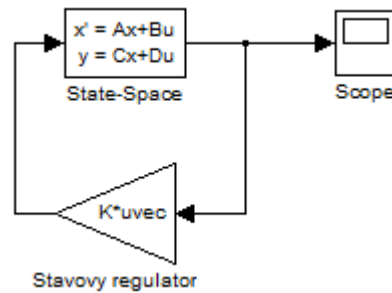 x' = Ax+Bu
y = Cx+Du
State-Space
Scope
K*uvec
Stavovy regulator